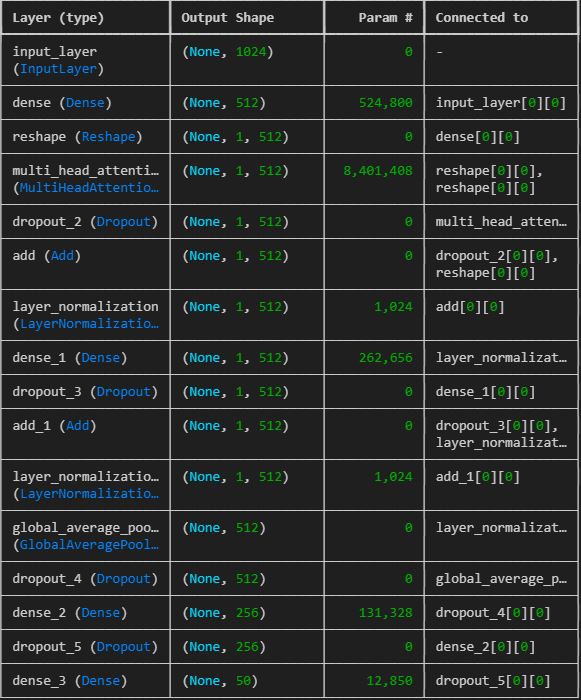 Layer (type) Output Shape Param # Connected to
input_layer (None, 1024) 0 -
(InputLayer)
dense (Dense) (None, 512) 524,800 input_layer[0][0]
reshape (Reshape) (None, 1, 512) 0 dense[0][0]
multi_head_attenti… (None, 1, 512) 8,401,408 reshape[0][0],
(MultiHeadAttentio… reshape[0][0]
dropout_2 (Dropout) (None, 1, 512) 0 multi_head_atten…
add (Add) (None, 1, 512) 0 dropout_2[0][0],
reshape[0][0]
layer_normalization (None, 1, 512) 1,024 add[0][0]
(LayerNormalizatio…
dense_1 (Dense) (None, 1, 512) 262,656 layer_normalizat…
dropout_3 (Dropout) (None, 1, 512) 0 dense_1[0][0]
add_1 (Add) (None, 1, 512) 0 dropout_3[0][0],
layer_normalizat…
layer_normalizatio… (None, 1, 512) 1,024 add_1[0][0]
(LayerNormalizatio…
global_average_poo… (None, 512) 0 layer_normalizat…
(GlobalAveragePool…
dropout_4 (Dropout) (None, 512) 0 global_average_p…
dense_2 (Dense) (None, 256) 131,328 dropout_4[0][0]
dropout_5 (Dropout) (None, 256) 0 dense_2[0][0]
dense_3 (Dense) (None, 50) 12,850 dropout_5[0][0]